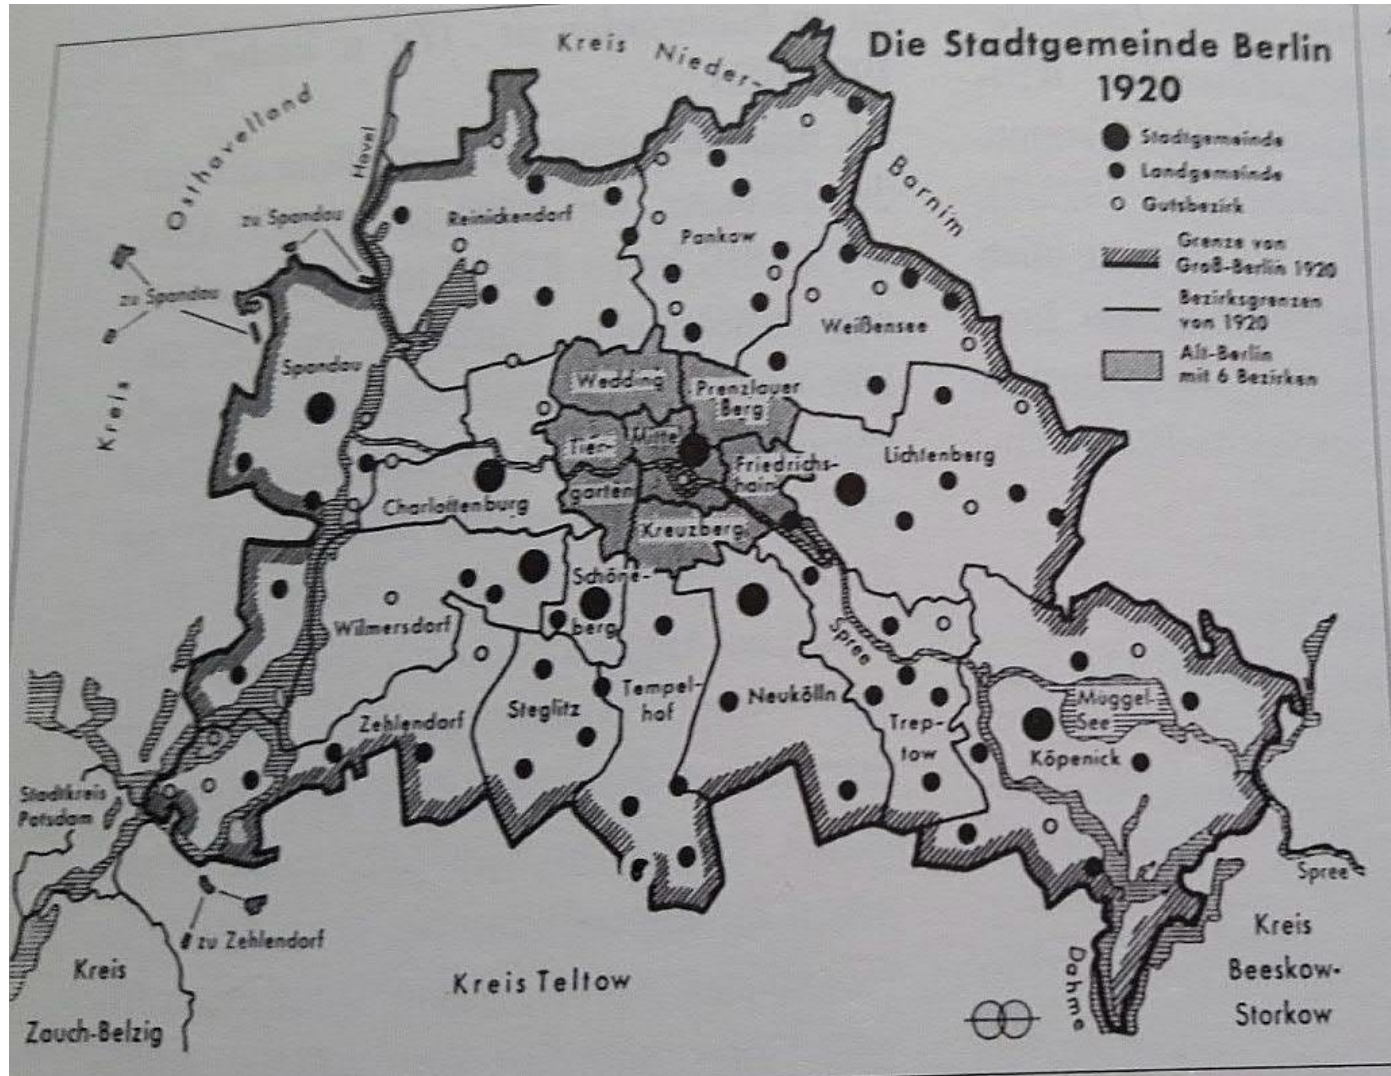 Die Stadtgemeinde Berlin
1920
Stadtgemeinde
Landgemeinde
Gutsbezirk
Grenze von
Groß-Berlin 1920
Bezirksgrenzen
von 1920
Alt-Berlin
mit 6 Bezirken
Kreis Nieder-
Barnim
Kreis
Osthavelland
Havel
zu Spandau
zu Spandau
Reinickendorf
Pankow
Weißensee
Spandau
Wedding
Prenzlauer
Berg
Tier-
garten
Mitte
Friedrichs-
hain
Lichtenberg
Charlottenburg
Kreuzberg
Schöne-
berg
Wilmersdorf
Spree
Zehlendorf
Steglitz
Tempel-
hof
Neukölln
Trep-
tow
Müggel-
See
Köpenick
Stadtkreis
Potsdam
Spree
zu Zehlendorf
Kreis
Zauch-Belzig
Kreis Teltow
Dahme
Kreis
Beeskow-
Storkow